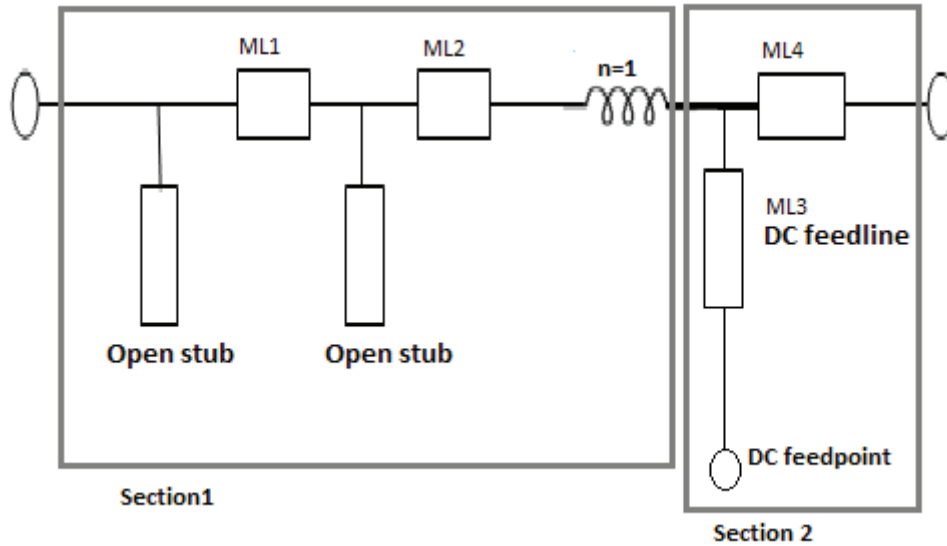 ML1
ML2
n=1
ML4
ML3
DC feedline
Open stub
Open stub
DC feedpoint
Section1
Section 2